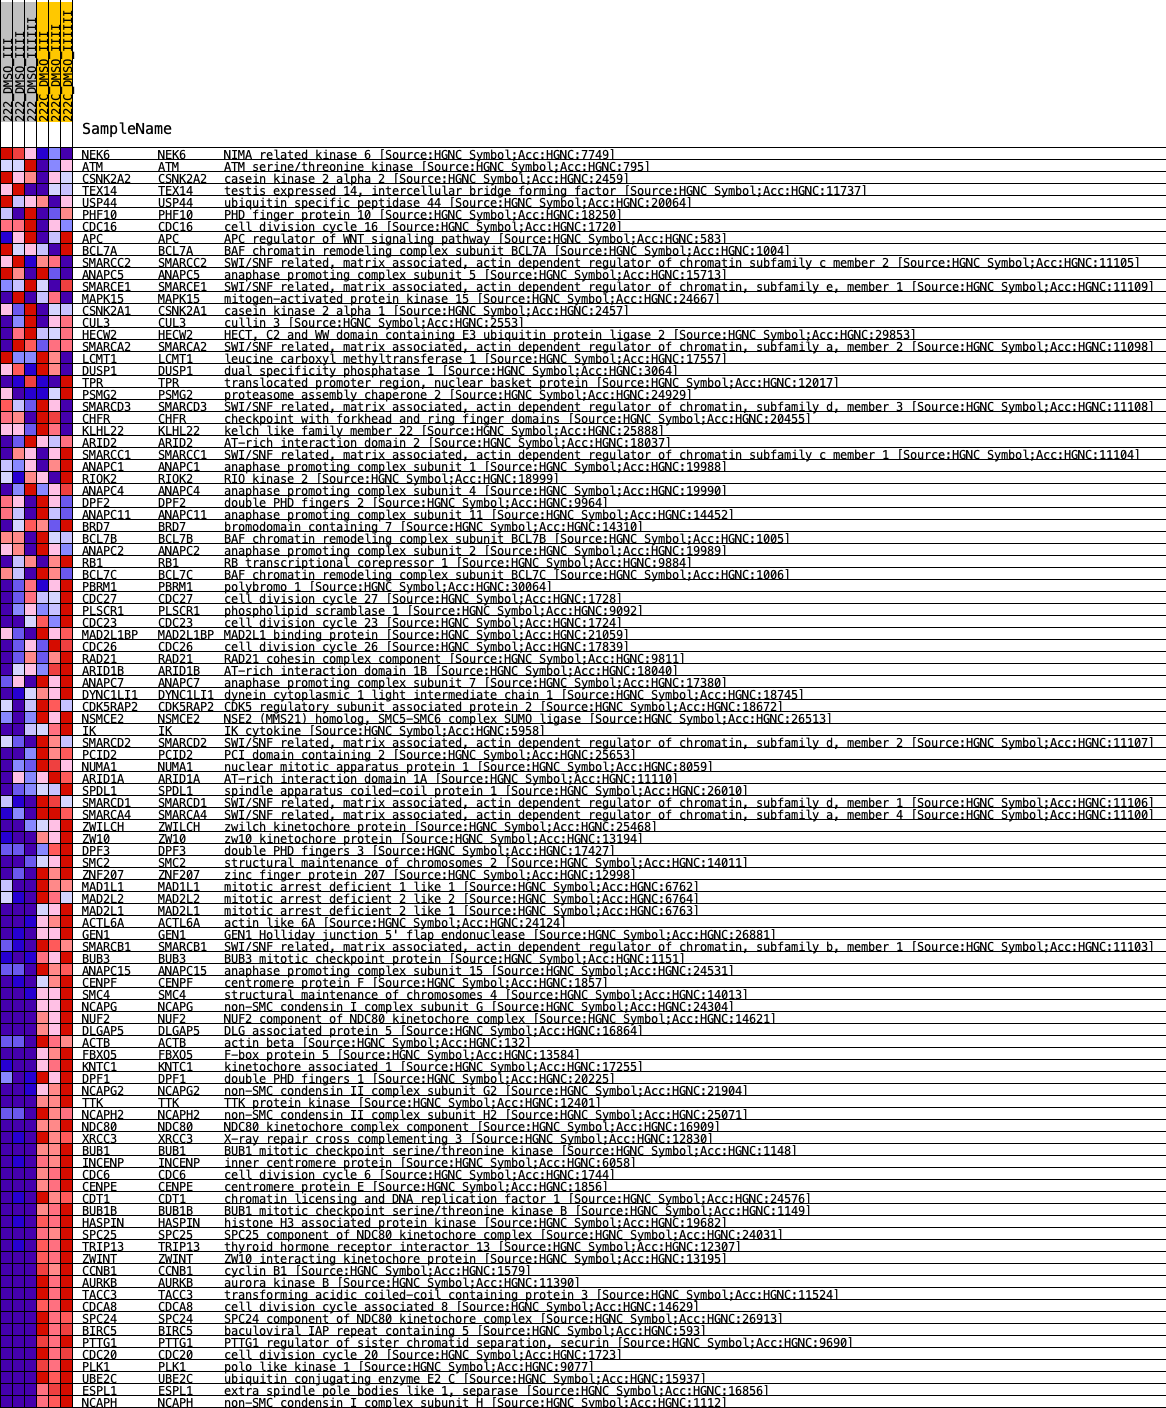 222_DMSO_III
222_DMSO_IIII
222_DMSO_IIIIII
222C_DMSO_III
222C_DMSO_IIII
222C_DMSO_IIIIII
SampleName
NEK6 NEK6 NIMA related kinase 6 [Source:HGNC Symbol;Acc:HGNC:7749]
ATM ATM ATM serine/threonine kinase [Source:HGNC Symbol;Acc:HGNC:795]
CSNK2A2 CSNK2A2 casein kinase 2 alpha 2 [Source:HGNC Symbol;Acc:HGNC:2459]
TEX14 TEX14 testis expressed 14, intercellular bridge forming factor [Source:HGNC Symbol;Acc:HGNC:11737]
USP44 USP44 ubiquitin specific peptidase 44 [Source:HGNC Symbol;Acc:HGNC:20064]
PHF10 PHF10 PHD finger protein 10 [Source:HGNC Symbol;Acc:HGNC:18250]
CDC16 CDC16 cell division cycle 16 [Source:HGNC Symbol;Acc:HGNC:1720]
APC APC APC regulator of WNT signaling pathway [Source:HGNC Symbol;Acc:HGNC:583]
BCL7A BCL7A BAF chromatin remodeling complex subunit BCL7A [Source:HGNC Symbol;Acc:HGNC:1004]
SMARCC2 SMARCC2 SWI/SNF related, matrix associated, actin dependent regulator of chromatin subfamily c member 2 [Source:HGNC Symbol;Acc:HGNC:11105]
ANAPC5 ANAPC5 anaphase promoting complex subunit 5 [Source:HGNC Symbol;Acc:HGNC:15713]
SMARCE1 SMARCE1 SWI/SNF related, matrix associated, actin dependent regulator of chromatin, subfamily e, member 1 [Source:HGNC Symbol;Acc:HGNC:11109]
MAPK15 MAPK15 mitogen-activated protein kinase 15 [Source:HGNC Symbol;Acc:HGNC:24667]
CSNK2A1 CSNK2A1 casein kinase 2 alpha 1 [Source:HGNC Symbol;Acc:HGNC:2457]
CUL3 CUL3 cullin 3 [Source:HGNC Symbol;Acc:HGNC:2553]
HECW2 HECW2 HECT, C2 and WW domain containing E3 ubiquitin protein ligase 2 [Source:HGNC Symbol;Acc:HGNC:29853]
SMARCA2 SMARCA2 SWI/SNF related, matrix associated, actin dependent regulator of chromatin, subfamily a, member 2 [Source:HGNC Symbol;Acc:HGNC:11098]
LCMT1 LCMT1 leucine carboxyl methyltransferase 1 [Source:HGNC Symbol;Acc:HGNC:17557]
DUSP1 DUSP1 dual specificity phosphatase 1 [Source:HGNC Symbol;Acc:HGNC:3064]
TPR TPR translocated promoter region, nuclear basket protein [Source:HGNC Symbol;Acc:HGNC:12017]
PSMG2 PSMG2 proteasome assembly chaperone 2 [Source:HGNC Symbol;Acc:HGNC:24929]
SMARCD3 SMARCD3 SWI/SNF related, matrix associated, actin dependent regulator of chromatin, subfamily d, member 3 [Source:HGNC Symbol;Acc:HGNC:11108]
CHFR CHFR checkpoint with forkhead and ring finger domains [Source:HGNC Symbol;Acc:HGNC:20455]
KLHL22 KLHL22 kelch like family member 22 [Source:HGNC Symbol;Acc:HGNC:25888]
ARID2 ARID2 AT-rich interaction domain 2 [Source:HGNC Symbol;Acc:HGNC:18037]
SMARCC1 SMARCC1 SWI/SNF related, matrix associated, actin dependent regulator of chromatin subfamily c member 1 [Source:HGNC Symbol;Acc:HGNC:11104]
ANAPC1 ANAPC1 anaphase promoting complex subunit 1 [Source:HGNC Symbol;Acc:HGNC:19988]
RIOK2 RIOK2 RIO kinase 2 [Source:HGNC Symbol;Acc:HGNC:18999]
ANAPC4 ANAPC4 anaphase promoting complex subunit 4 [Source:HGNC Symbol;Acc:HGNC:19990]
DPF2 DPF2 double PHD fingers 2 [Source:HGNC Symbol;Acc:HGNC:9964]
ANAPC11 ANAPC11 anaphase promoting complex subunit 11 [Source:HGNC Symbol;Acc:HGNC:14452]
BRD7 BRD7 bromodomain containing 7 [Source:HGNC Symbol;Acc:HGNC:14310]
BCL7B BCL7B BAF chromatin remodeling complex subunit BCL7B [Source:HGNC Symbol;Acc:HGNC:1005]
ANAPC2 ANAPC2 anaphase promoting complex subunit 2 [Source:HGNC Symbol;Acc:HGNC:19989]
RB1 RB1 RB transcriptional corepressor 1 [Source:HGNC Symbol;Acc:HGNC:9884]
BCL7C BCL7C BAF chromatin remodeling complex subunit BCL7C [Source:HGNC Symbol;Acc:HGNC:1006]
PBRM1 PBRM1 polybromo 1 [Source:HGNC Symbol;Acc:HGNC:30064]
CDC27 CDC27 cell division cycle 27 [Source:HGNC Symbol;Acc:HGNC:1728]
PLSCR1 PLSCR1 phospholipid scramblase 1 [Source:HGNC Symbol;Acc:HGNC:9092]
CDC23 CDC23 cell division cycle 23 [Source:HGNC Symbol;Acc:HGNC:1724]
MAD2L1BP MAD2L1BP MAD2L1 binding protein [Source:HGNC Symbol;Acc:HGNC:21059]
CDC26 CDC26 cell division cycle 26 [Source:HGNC Symbol;Acc:HGNC:17839]
RAD21 RAD21 RAD21 cohesin complex component [Source:HGNC Symbol;Acc:HGNC:9811]
ARID1B ARID1B AT-rich interaction domain 1B [Source:HGNC Symbol;Acc:HGNC:18040]
ANAPC7 ANAPC7 anaphase promoting complex subunit 7 [Source:HGNC Symbol;Acc:HGNC:17380]
DYNC1LI1 DYNC1LI1 dynein cytoplasmic 1 light intermediate chain 1 [Source:HGNC Symbol;Acc:HGNC:18745]
CDK5RAP2 CDK5RAP2 CDK5 regulatory subunit associated protein 2 [Source:HGNC Symbol;Acc:HGNC:18672]
NSMCE2 NSMCE2 NSE2 (MMS21) homolog, SMC5-SMC6 complex SUMO ligase [Source:HGNC Symbol;Acc:HGNC:26513]
IK IK IK cytokine [Source:HGNC Symbol;Acc:HGNC:5958]
SMARCD2 SMARCD2 SWI/SNF related, matrix associated, actin dependent regulator of chromatin, subfamily d, member 2 [Source:HGNC Symbol;Acc:HGNC:11107]
PCID2 PCID2 PCI domain containing 2 [Source:HGNC Symbol;Acc:HGNC:25653]
NUMA1 NUMA1 nuclear mitotic apparatus protein 1 [Source:HGNC Symbol;Acc:HGNC:8059]
ARID1A ARID1A AT-rich interaction domain 1A [Source:HGNC Symbol;Acc:HGNC:11110]
SPDL1 SPDL1 spindle apparatus coiled-coil protein 1 [Source:HGNC Symbol;Acc:HGNC:26010]
SMARCD1 SMARCD1 SWI/SNF related, matrix associated, actin dependent regulator of chromatin, subfamily d, member 1 [Source:HGNC Symbol;Acc:HGNC:11106]
SMARCA4 SMARCA4 SWI/SNF related, matrix associated, actin dependent regulator of chromatin, subfamily a, member 4 [Source:HGNC Symbol;Acc:HGNC:11100]
ZWILCH ZWILCH zwilch kinetochore protein [Source:HGNC Symbol;Acc:HGNC:25468]
ZW10 ZW10 zw10 kinetochore protein [Source:HGNC Symbol;Acc:HGNC:13194]
DPF3 DPF3 double PHD fingers 3 [Source:HGNC Symbol;Acc:HGNC:17427]
SMC2 SMC2 structural maintenance of chromosomes 2 [Source:HGNC Symbol;Acc:HGNC:14011]
ZNF207 ZNF207 zinc finger protein 207 [Source:HGNC Symbol;Acc:HGNC:12998]
MAD1L1 MAD1L1 mitotic arrest deficient 1 like 1 [Source:HGNC Symbol;Acc:HGNC:6762]
MAD2L2 MAD2L2 mitotic arrest deficient 2 like 2 [Source:HGNC Symbol;Acc:HGNC:6764]
MAD2L1 MAD2L1 mitotic arrest deficient 2 like 1 [Source:HGNC Symbol;Acc:HGNC:6763]
ACTL6A ACTL6A actin like 6A [Source:HGNC Symbol;Acc:HGNC:24124]
GEN1 GEN1 GEN1 Holliday junction 5' flap endonuclease [Source:HGNC Symbol;Acc:HGNC:26881]
SMARCB1 SMARCB1 SWI/SNF related, matrix associated, actin dependent regulator of chromatin, subfamily b, member 1 [Source:HGNC Symbol;Acc:HGNC:11103]
BUB3 BUB3 BUB3 mitotic checkpoint protein [Source:HGNC Symbol;Acc:HGNC:1151]
ANAPC15 ANAPC15 anaphase promoting complex subunit 15 [Source:HGNC Symbol;Acc:HGNC:24531]
CENPF CENPF centromere protein F [Source:HGNC Symbol;Acc:HGNC:1857]
SMC4 SMC4 structural maintenance of chromosomes 4 [Source:HGNC Symbol;Acc:HGNC:14013]
NCAPG NCAPG non-SMC condensin I complex subunit G [Source:HGNC Symbol;Acc:HGNC:24304]
NUF2 NUF2 NUF2 component of NDC80 kinetochore complex [Source:HGNC Symbol;Acc:HGNC:14621]
DLGAP5 DLGAP5 DLG associated protein 5 [Source:HGNC Symbol;Acc:HGNC:16864]
ACTB ACTB actin beta [Source:HGNC Symbol;Acc:HGNC:132]
FBXO5 FBXO5 F-box protein 5 [Source:HGNC Symbol;Acc:HGNC:13584]
KNTC1 KNTC1 kinetochore associated 1 [Source:HGNC Symbol;Acc:HGNC:17255]
DPF1 DPF1 double PHD fingers 1 [Source:HGNC Symbol;Acc:HGNC:20225]
NCAPG2 NCAPG2 non-SMC condensin II complex subunit G2 [Source:HGNC Symbol;Acc:HGNC:21904]
TTK TTK TTK protein kinase [Source:HGNC Symbol;Acc:HGNC:12401]
NCAPH2 NCAPH2 non-SMC condensin II complex subunit H2 [Source:HGNC Symbol;Acc:HGNC:25071]
NDC80 NDC80 NDC80 kinetochore complex component [Source:HGNC Symbol;Acc:HGNC:16909]
XRCC3 XRCC3 X-ray repair cross complementing 3 [Source:HGNC Symbol;Acc:HGNC:12830]
BUB1 BUB1 BUB1 mitotic checkpoint serine/threonine kinase [Source:HGNC Symbol;Acc:HGNC:1148]
INCENP INCENP inner centromere protein [Source:HGNC Symbol;Acc:HGNC:6058]
CDC6 CDC6 cell division cycle 6 [Source:HGNC Symbol;Acc:HGNC:1744]
CENPE CENPE centromere protein E [Source:HGNC Symbol;Acc:HGNC:1856]
CDT1 CDT1 chromatin licensing and DNA replication factor 1 [Source:HGNC Symbol;Acc:HGNC:24576]
BUB1B BUB1B BUB1 mitotic checkpoint serine/threonine kinase B [Source:HGNC Symbol;Acc:HGNC:1149]
HASPIN HASPIN histone H3 associated protein kinase [Source:HGNC Symbol;Acc:HGNC:19682]
SPC25 SPC25 SPC25 component of NDC80 kinetochore complex [Source:HGNC Symbol;Acc:HGNC:24031]
TRIP13 TRIP13 thyroid hormone receptor interactor 13 [Source:HGNC Symbol;Acc:HGNC:12307]
ZWINT ZWINT ZW10 interacting kinetochore protein [Source:HGNC Symbol;Acc:HGNC:13195]
CCNB1 CCNB1 cyclin B1 [Source:HGNC Symbol;Acc:HGNC:1579]
AURKB AURKB aurora kinase B [Source:HGNC Symbol;Acc:HGNC:11390]
TACC3 TACC3 transforming acidic coiled-coil containing protein 3 [Source:HGNC Symbol;Acc:HGNC:11524]
CDCA8 CDCA8 cell division cycle associated 8 [Source:HGNC Symbol;Acc:HGNC:14629]
SPC24 SPC24 SPC24 component of NDC80 kinetochore complex [Source:HGNC Symbol;Acc:HGNC:26913]
BIRC5 BIRC5 baculoviral IAP repeat containing 5 [Source:HGNC Symbol;Acc:HGNC:593]
PTTG1 PTTG1 PTTG1 regulator of sister chromatid separation, securin [Source:HGNC Symbol;Acc:HGNC:9690]
CDC20 CDC20 cell division cycle 20 [Source:HGNC Symbol;Acc:HGNC:1723]
PLK1 PLK1 polo like kinase 1 [Source:HGNC Symbol;Acc:HGNC:9077]
UBE2C UBE2C ubiquitin conjugating enzyme E2 C [Source:HGNC Symbol;Acc:HGNC:15937]
ESPL1 ESPL1 extra spindle pole bodies like 1, separase [Source:HGNC Symbol;Acc:HGNC:16856]
NCAPH NCAPH non-SMC condensin I complex subunit H [Source:HGNC Symbol;Acc:HGNC:1112]